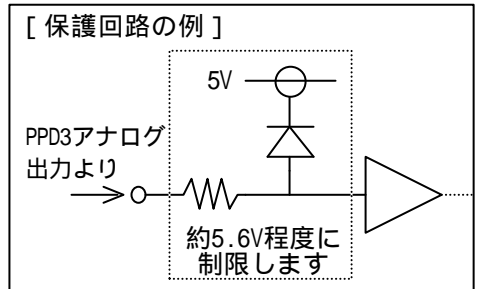 [ 保護回路の例 ]
5V
PPD3アナログ
出力より
約5.6V程度に
制限します